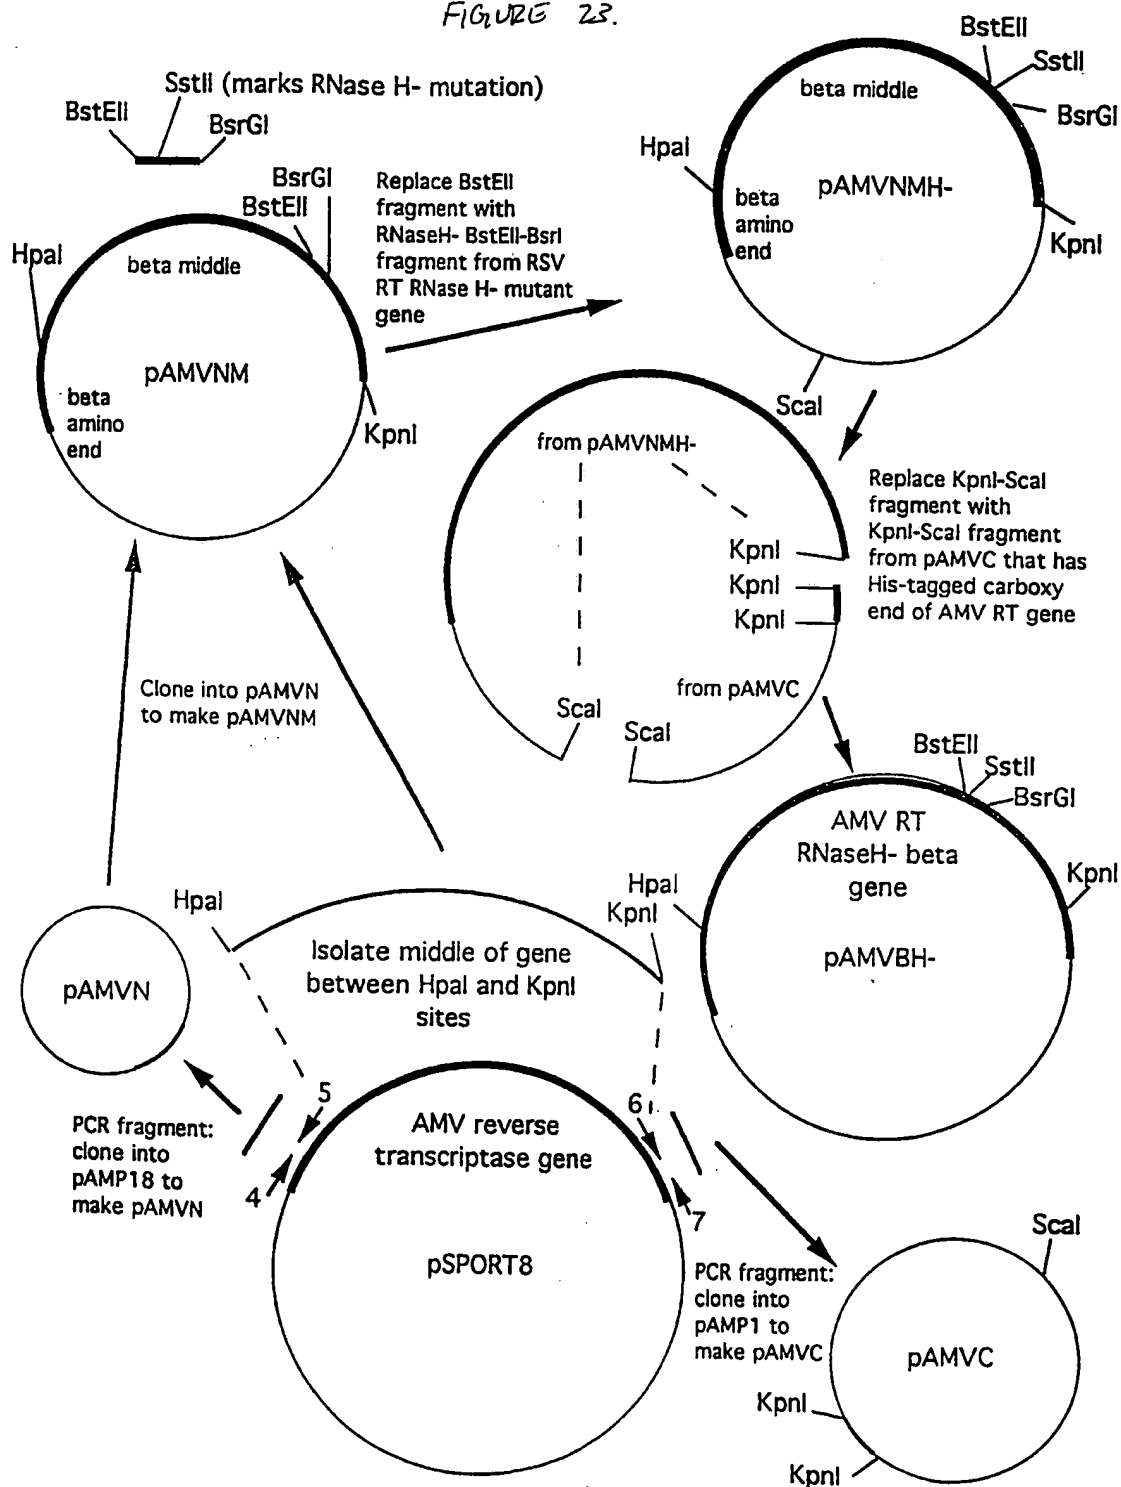 FIGURE 23.
SstII (marks RNase H- mutation)
BstEII
BsrGI
BsrGI
BstEII
HpaI
beta middle
pAMVNM
beta
amino
end
KpnI
Replace BstEII
fragment with
RNaseH- BstEII-BsrI
fragment from RSV
RT RNase H- mutant
gene
BstEII
SstII
BsrGI
beta middle
HpaI
pAMVNMH-
beta
amino
end
KpnI
ScaI
from pAMVNMH-
KpnI
KpnI
KpnI
Replace KpnI-ScaI
fragment with
KpnI-ScaI fragment
from pAMVC that has
His-tagged carboxy
end of AMV RT gene
from pAMVC
ScaI
ScaI
Clone into pAMVN
to make pAMVNM
BstEII
SstII
BsrGI
AMV RT
RNaseH- beta
gene
KpnI
HpaI
pAMVBH-
HpaI
KpnI
Isolate middle of gene
between HpaI and KpnI
sites
pAMVN
PCR fragment:
clone into
pAMP18 to
make pAMVN
5
4
6
7
AMV reverse
transcriptase gene
pSPORT8
PCR fragment:
clone into
pAMP1 to
make pAMVC
ScaI
pAMVC
KpnI
KpnI